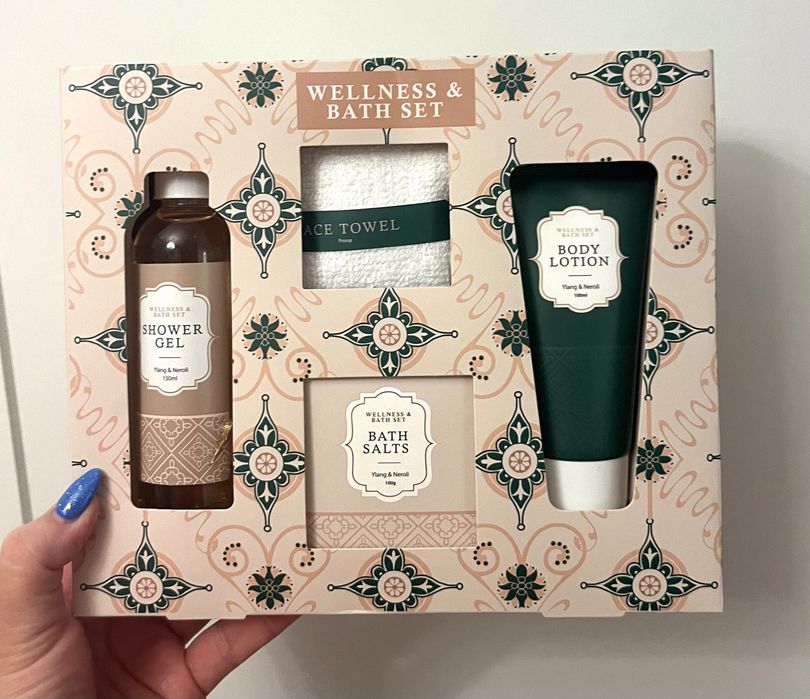 WELLNESS &
BATH SET
ACE TOWEL
WELLNESS &
BATH SET
SHOWER
GEL
Ylang & Neroli
150ml
WELLNESS &
BATH SET
BODY
LOTION
Ylang & Neroli
100ml
WELLNESS &
BATH SET
BATH
SALTS
Ylang & Neroli
100g